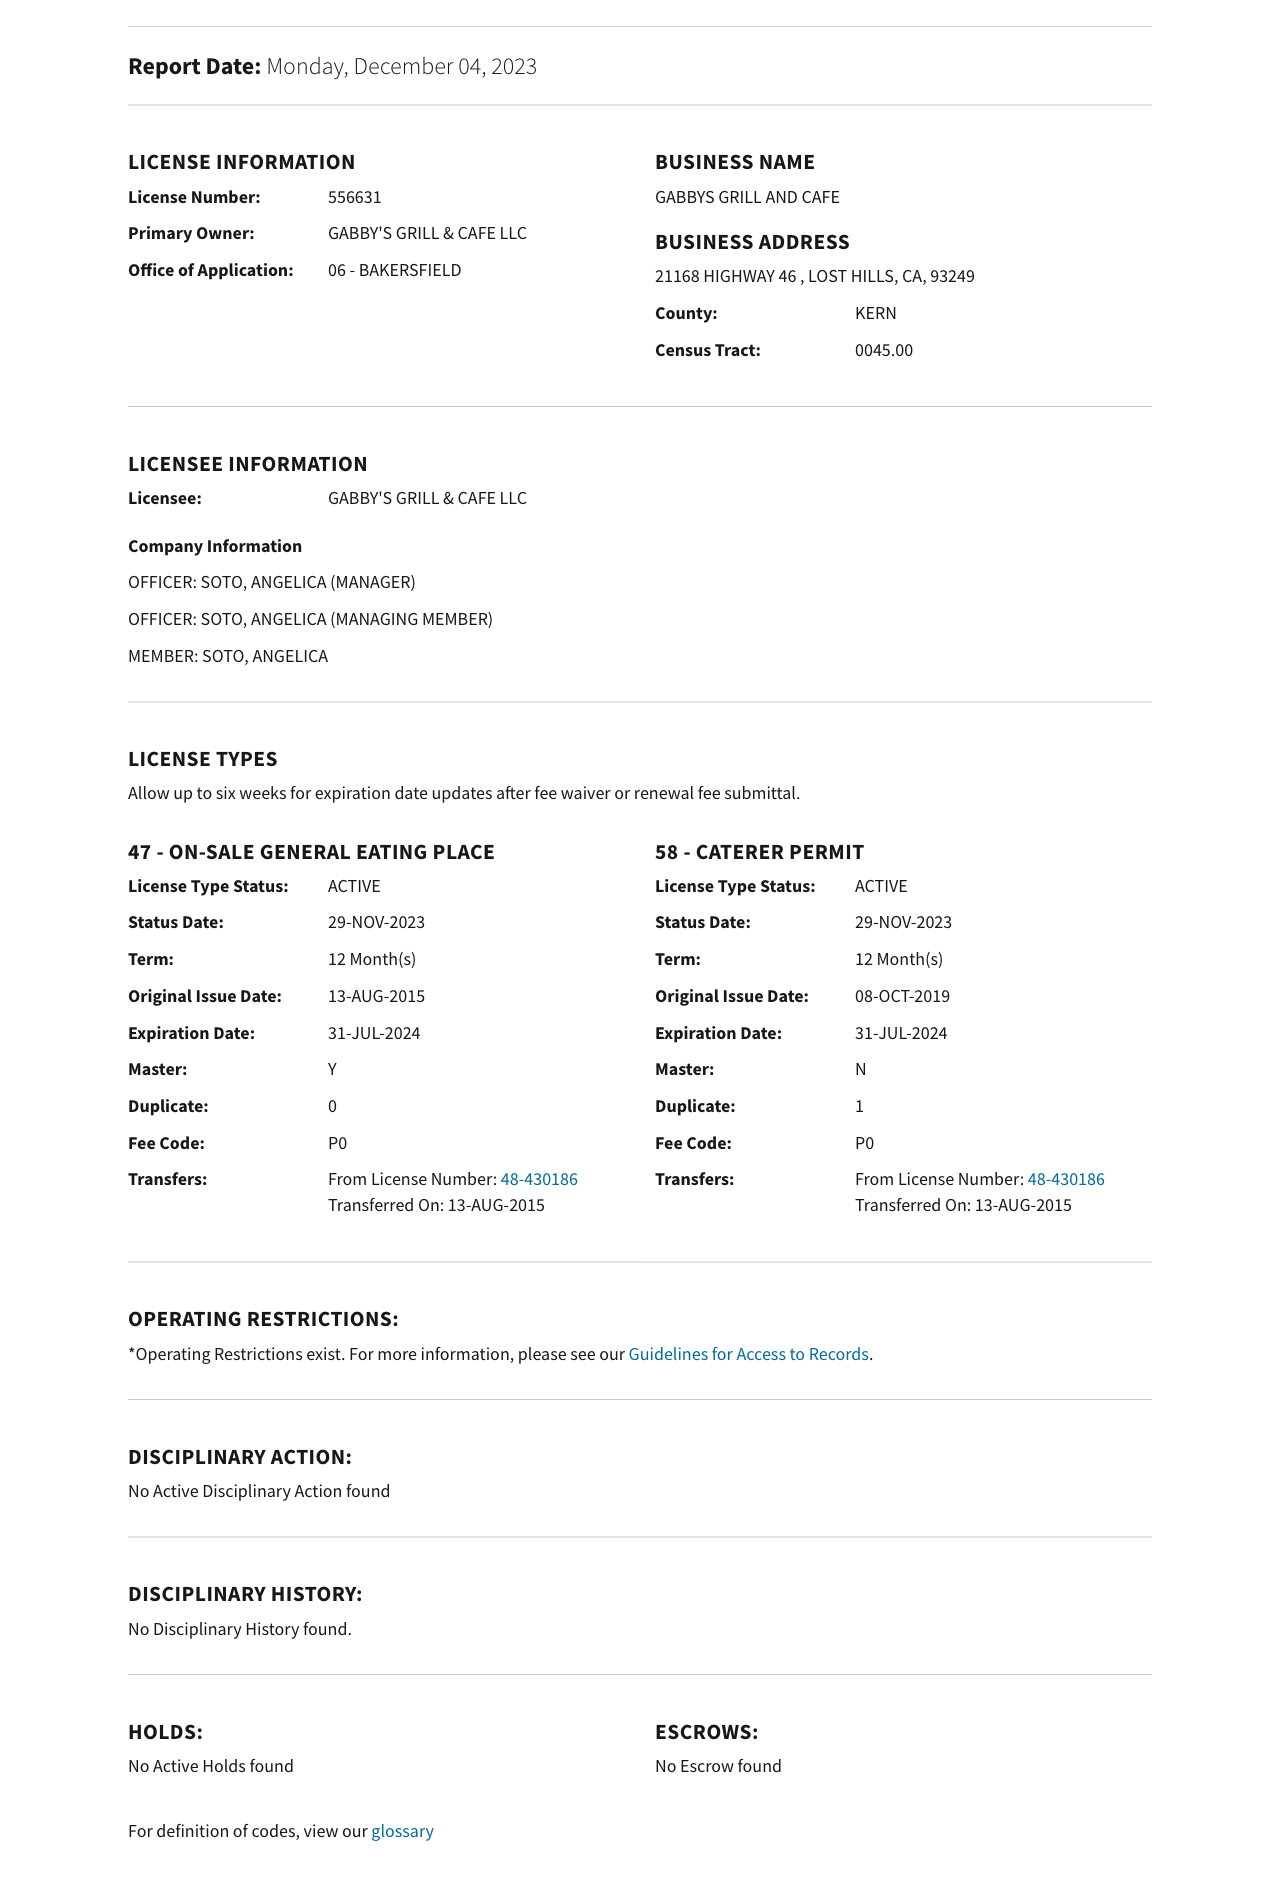 Report Date: Monday, December 04, 2023
LICENSE INFORMATION
License Number: 556631
Primary Owner: GABBY'S GRILL & CAFE LLC
Office of Application: 06 - BAKERSFIELD
BUSINESS NAME
GABBYS GRILL AND CAFE
BUSINESS ADDRESS
21168 HIGHWAY 46 , LOST HILLS, CA, 93249
County: KERN
Census Tract: 0045.00
LICENSEE INFORMATION
Licensee: GABBY'S GRILL & CAFE LLC
Company Information
OFFICER: SOTO, ANGELICA (MANAGER)
OFFICER: SOTO, ANGELICA (MANAGING MEMBER)
MEMBER: SOTO, ANGELICA
LICENSE TYPES
Allow up to six weeks for expiration date updates after fee waiver or renewal fee submittal.
47 - ON-SALE GENERAL EATING PLACE
License Type Status: ACTIVE
Status Date: 29-NOV-2023
Term: 12 Month(s)
Original Issue Date: 13-AUG-2015
Expiration Date: 31-JUL-2024
Master: Y
Duplicate: 0
Fee Code: P0
Transfers: From License Number: 48-430186
Transferred On: 13-AUG-2015
58 - CATERER PERMIT
License Type Status: ACTIVE
Status Date: 29-NOV-2023
Term: 12 Month(s)
Original Issue Date: 08-OCT-2019
Expiration Date: 31-JUL-2024
Master: N
Duplicate: 1
Fee Code: P0
Transfers: From License Number: 48-430186
Transferred On: 13-AUG-2015
OPERATING RESTRICTIONS:
*Operating Restrictions exist. For more information, please see our Guidelines for Access to Records.
DISCIPLINARY ACTION:
No Active Disciplinary Action found
DISCIPLINARY HISTORY:
No Disciplinary History found.
HOLDS:
No Active Holds found
ESCROWS:
No Escrow found
For definition of codes, view our glossary